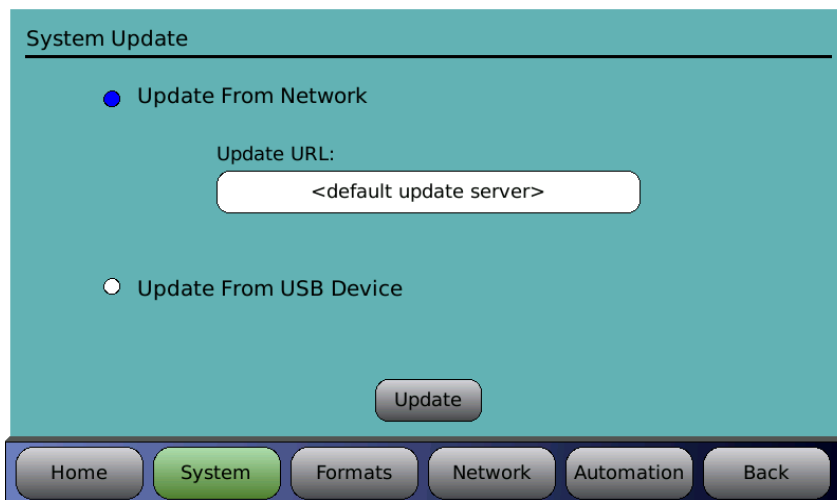 System Update
Update From Network
Update URL:
<default update server>
Update From USB Device
Update
Home System Formats Network Automation Back